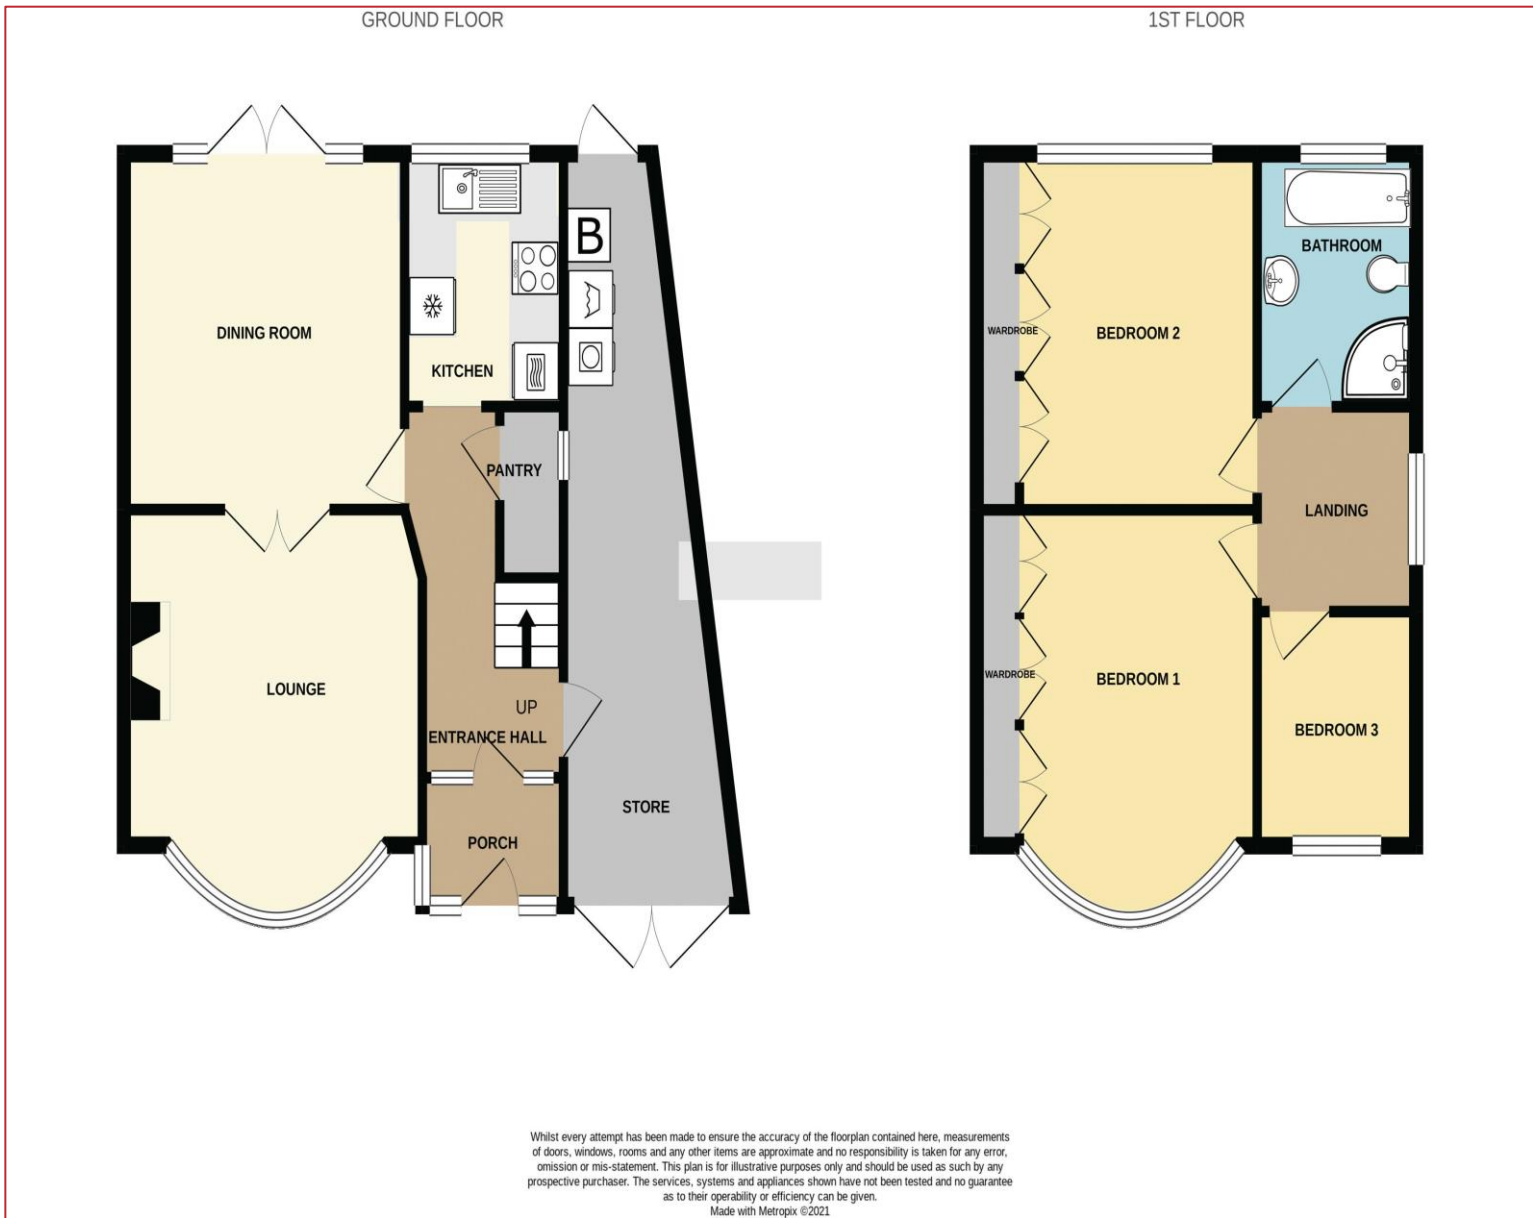 GROUND FLOOR
1ST FLOOR
B
DINING ROOM
KITCHEN
PANTRY
LOUNGE
UP
ENTRANCE HALL
STORE
PORCH
BATHROOM
WARDROBE
BEDROOM 2
LANDING
WARDROBE
BEDROOM 1
BEDROOM 3
Whilst every attempt has been made to ensure the accuracy of the floorplan contained here, measurements
of doors, windows, rooms and any other items are approximate and no responsibility is taken for any error,
omission or mis-statement. This plan is for illustrative purposes only and should be used as such by any
prospective purchaser. The services, systems and appliances shown have not been tested and no guarantee
as to their operability or efficiency can be given.
Made with Metropix ©2021